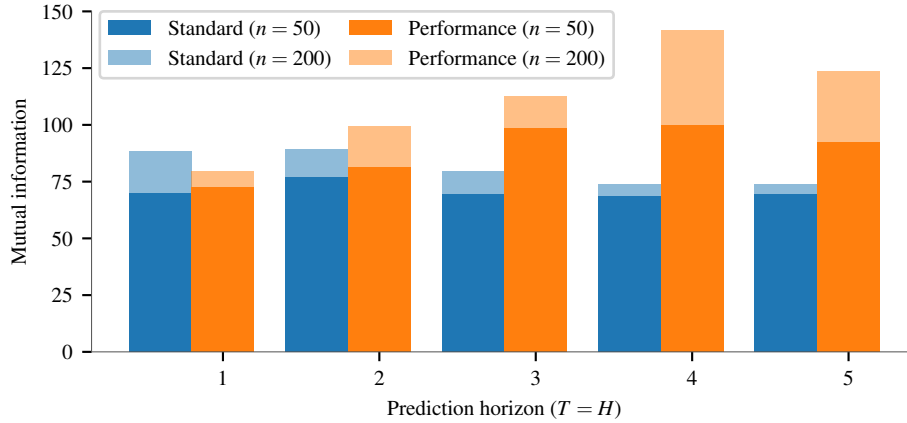 150
125
100
75
50
25
0
Mutual information
Standard (n = 50)
Standard (n = 200)
Performance (n = 50)
Performance (n = 200)
1 2 3 4 5
Prediction horizon (T = H)